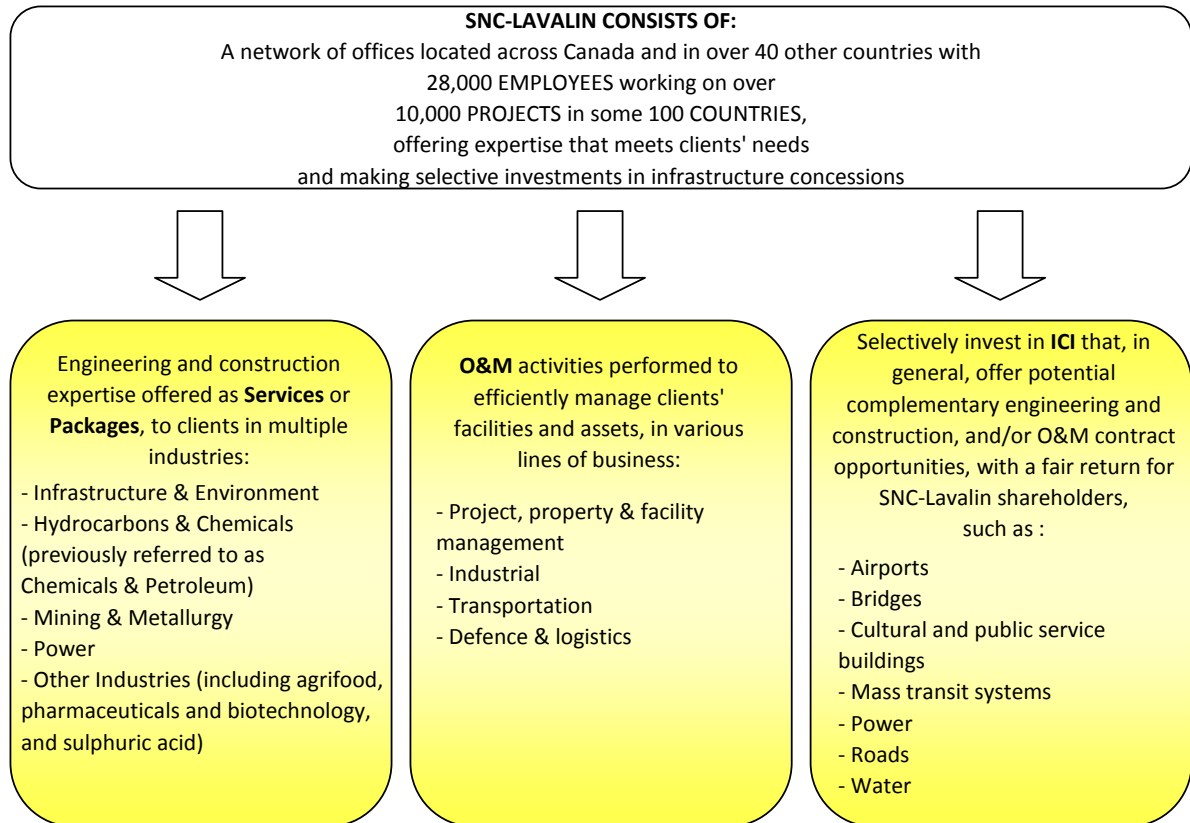 SNC-LAVALIN CONSISTS OF:
A network of offices located across Canada and in over 40 other countries with
28,000 EMPLOYEES working on over
10,000 PROJECTS in some 100 COUNTRIES,
offering expertise that meets clients' needs
and making selective investments in infrastructure concessions
Engineering and construction
expertise offered as Services or
Packages, to clients in multiple
industries:
- Infrastructure & Environment
- Hydrocarbons & Chemicals
(previously referred to as
Chemicals & Petroleum)
- Mining & Metallurgy
- Power
- Other Industries (including agrifood,
pharmaceuticals and biotechnology,
and sulphuric acid)
O&M activities performed to
efficiently manage clients'
facilities and assets, in various
lines of business:
- Project, property & facility
management
- Industrial
- Transportation
- Defence & logistics
Selectively invest in ICI that, in
general, offer potential
complementary engineering and
construction, and/or O&M contract
opportunities, with a fair return for
SNC-Lavalin shareholders,
such as :
- Airports
- Bridges
- Cultural and public service
buildings
- Mass transit systems
- Power
- Roads
- Water